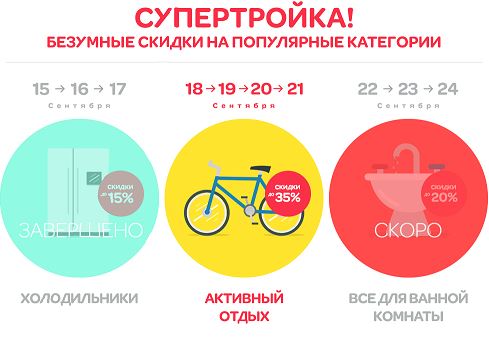 СУПЕРТРОЙКА!
БЕЗУМНЫЕ СКИДКИ НА ПОПУЛЯРНЫЕ КАТЕГОРИИ
15 → 16 → 17
Сентября
18 → 19 → 20 → 21
Сентября
22 → 23 → 24
Сентября
СКИДКИ
ДО 15%
ЗАВЕРШЕНО
СКИДКИ
ДО 35%
СКИДКИ
ДО 20%
СКОРО
ХОЛОДИЛЬНИКИ
АКТИВНЫЙ
ОТДЫХ
ВСЕ ДЛЯ ВАННОЙ
КОМНАТЫ